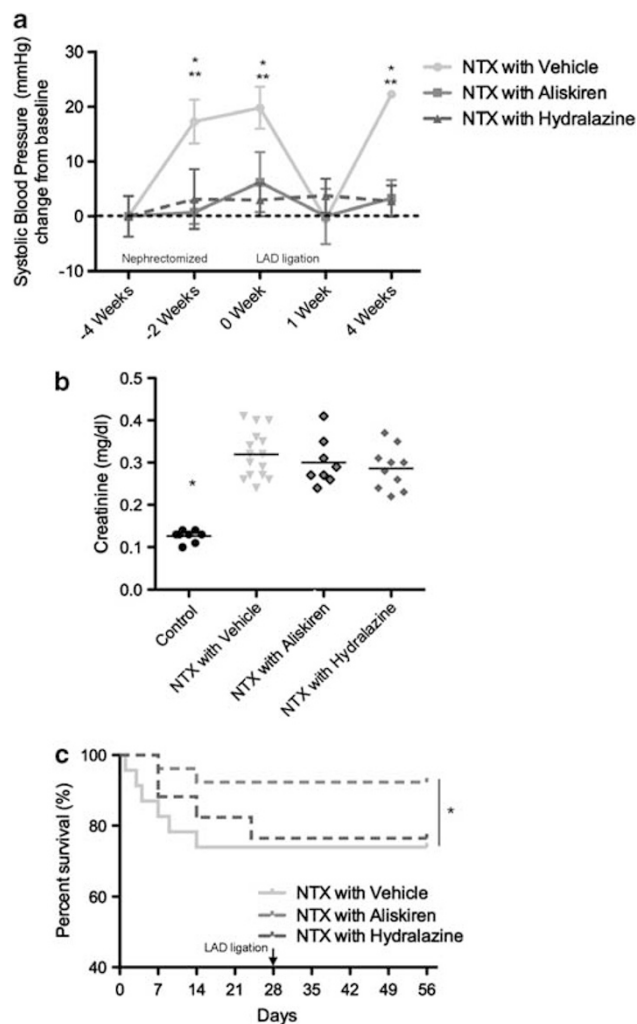 a
Systolic Blood Pressure (mmHg)
change from baseline
30
20
10
0
-10
*
**
*
**
*
**
NTX with Vehicle
NTX with Aliskiren
NTX with Hydralazine
Nephrectomized
LAD ligation
-4 Weeks
-2 Weeks
0 Week
1 Week
4 Weeks
b
Creatinine (mg/dl)
0.5
0.4
0.3
0.2
0.1
0.0
*
Control
NTX with Vehicle
NTX with Aliskiren
NTX with Hydralazine
c
Percent survival (%)
100
80
60
40
*
NTX with Vehicle
NTX with Aliskiren
NTX with Hydralazine
LAD ligation
0 7 14 21 28 35 42 49 56
Days